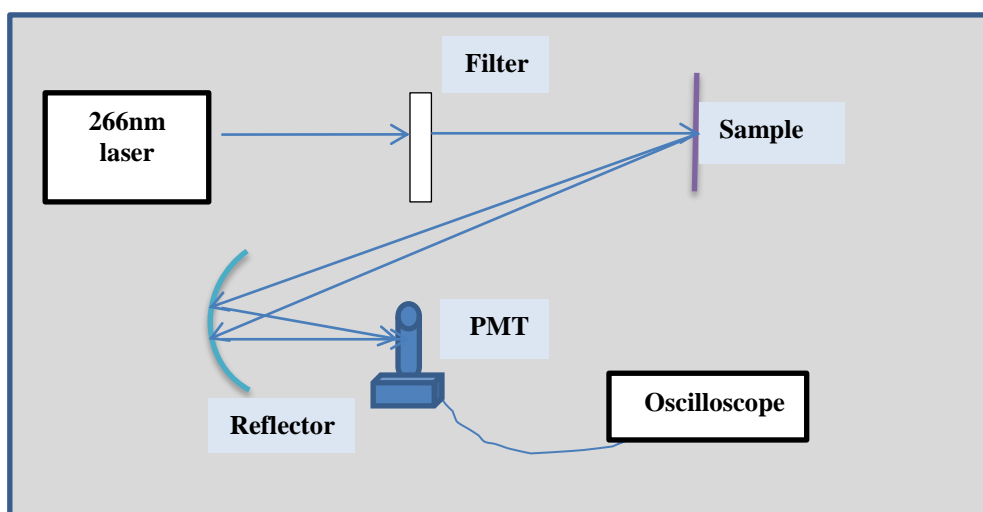 Filter
266nm
laser
Sample
PMT
Oscilloscope
Reflector